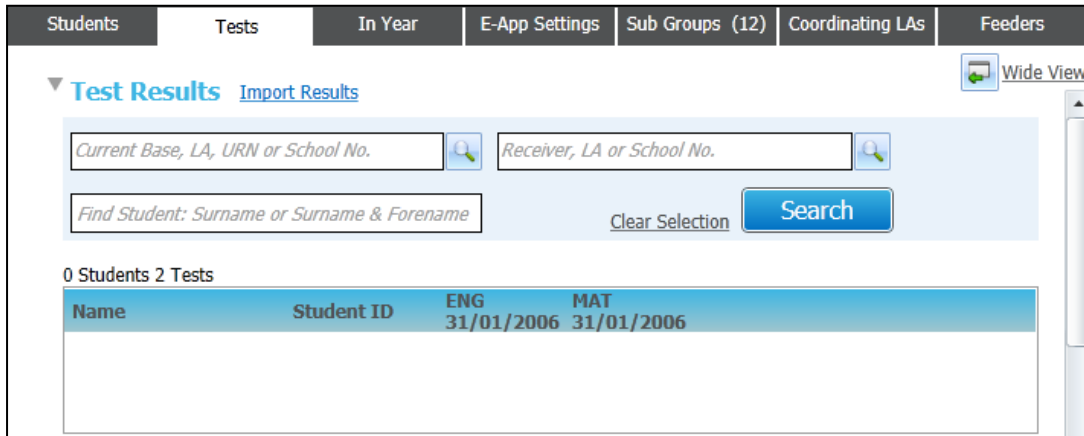 Students Tests In Year E-App Settings Sub Groups (12) Coordinating LAs Feeders
Wide View
Test Results Import Results
Current Base, LA, URN or School No. Receiver, LA or School No.
Find Student: Surname or Surname & Forename Clear Selection Search
0 Students 2 Tests
Name Student ID ENG MAT
31/01/2006 31/01/2006